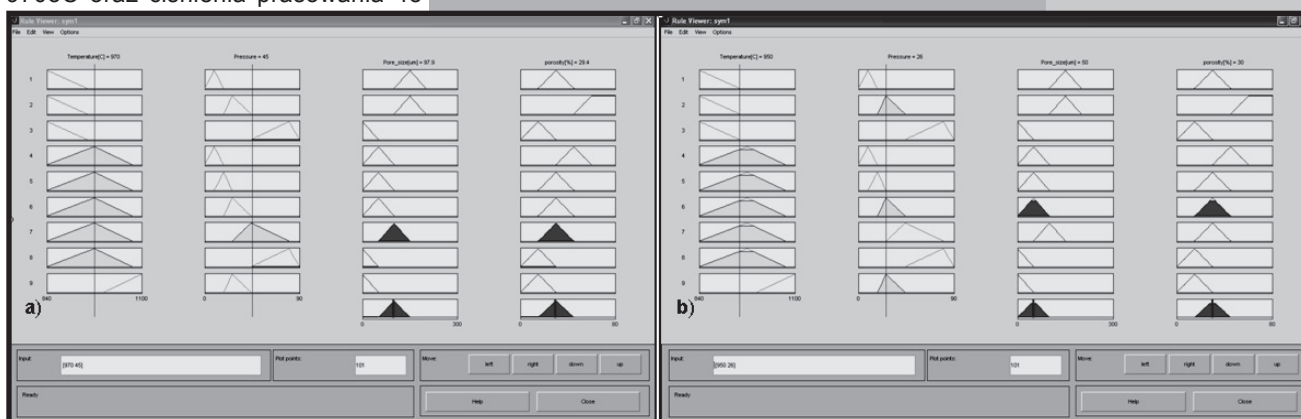 970oC oraz ciśnienia prasowania 45
Rule Viewer: sym1
File Edit View Options
Temperature[C] = 970
Pressure = 45
Pore_size[um] = 97.9
porosity[%] = 29.4
1
2
3
4
5
6
7
8
9
840
1100
0
90
0
300
0
80
a)
Input:
[970 45]
Plot points:
101
Move:
left
right
down
up
Ready
Help
Close
Rule Viewer: sym1
File Edit View Options
Temperature[C] = 950
Pressure = 26
Pore_size[um] = 50
porosity[%] = 30
1
2
3
4
5
6
7
8
9
840
1100
0
90
0
300
0
80
b)
Input:
[950 26]
Plot points:
101
Move:
left
right
down
up
Ready
Help
Close